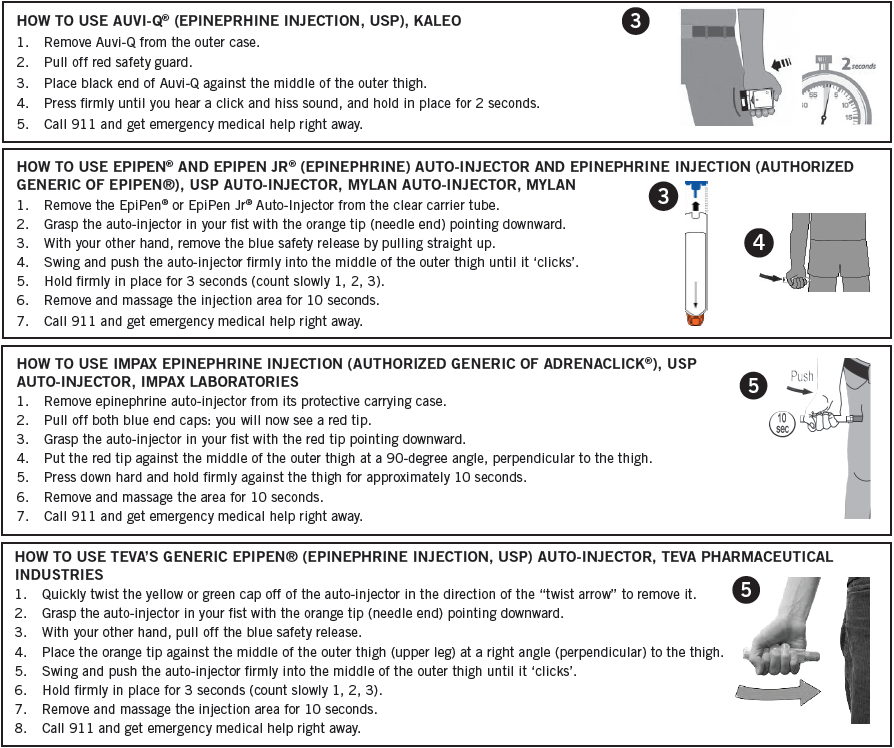 HOW TO USE AUVI-Q® (EPINEPRHINE INJECTION, USP), KALEO
1. Remove Auvi-Q from the outer case.
2. Pull off red safety guard.
3. Place black end of Auvi-Q against the middle of the outer thigh.
4. Press firmly until you hear a click and hiss sound, and hold in place for 2 seconds.
5. Call 911 and get emergency medical help right away.
3
2 seconds
55
5
10
15
HOW TO USE EPIPEN® AND EPIPEN JR® (EPINEPHRINE) AUTO-INJECTOR AND EPINEPHRINE INJECTION (AUTHORIZED
GENERIC OF EPIPEN®), USP AUTO-INJECTOR, MYLAN AUTO-INJECTOR, MYLAN
1. Remove the EpiPen® or EpiPen Jr® Auto-Injector from the clear carrier tube.
2. Grasp the auto-injector in your fist with the orange tip (needle end) pointing downward.
3. With your other hand, remove the blue safety release by pulling straight up.
4. Swing and push the auto-injector firmly into the middle of the outer thigh until it ‘clicks’.
5. Hold firmly in place for 3 seconds (count slowly 1, 2, 3).
6. Remove and massage the injection area for 10 seconds.
7. Call 911 and get emergency medical help right away.
3
4
HOW TO USE IMPAX EPINEPHRINE INJECTION (AUTHORIZED GENERIC OF ADRENACLICK®), USP
AUTO-INJECTOR, IMPAX LABORATORIES
1. Remove epinephrine auto-injector from its protective carrying case.
2. Pull off both blue end caps: you will now see a red tip.
3. Grasp the auto-injector in your fist with the red tip pointing downward.
4. Put the red tip against the middle of the outer thigh at a 90-degree angle, perpendicular to the thigh.
5. Press down hard and hold firmly against the thigh for approximately 10 seconds.
6. Remove and massage the area for 10 seconds.
7. Call 911 and get emergency medical help right away.
5
Push
10
sec
HOW TO USE TEVA’S GENERIC EPIPEN® (EPINEPHRINE INJECTION, USP) AUTO-INJECTOR, TEVA PHARMACEUTICAL
INDUSTRIES
1. Quickly twist the yellow or green cap off of the auto-injector in the direction of the “twist arrow” to remove it.
2. Grasp the auto-injector in your fist with the orange tip (needle end) pointing downward.
3. With your other hand, pull off the blue safety release.
4. Place the orange tip against the middle of the outer thigh (upper leg) at a right angle (perpendicular) to the thigh.
5. Swing and push the auto-injector firmly into the middle of the outer thigh until it ‘clicks’.
6. Hold firmly in place for 3 seconds (count slowly 1, 2, 3).
7. Remove and massage the injection area for 10 seconds.
8. Call 911 and get emergency medical help right away.
5